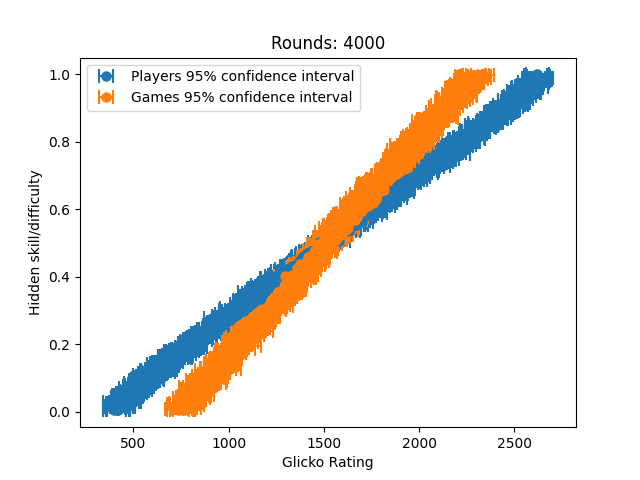 Rounds: 4000
Players 95% confidence interval
Games 95% confidence interval
Hidden skill/difficulty
1.0
0.8
0.6
0.4
0.2
0.0
500 1000 1500 2000 2500
Glicko Rating